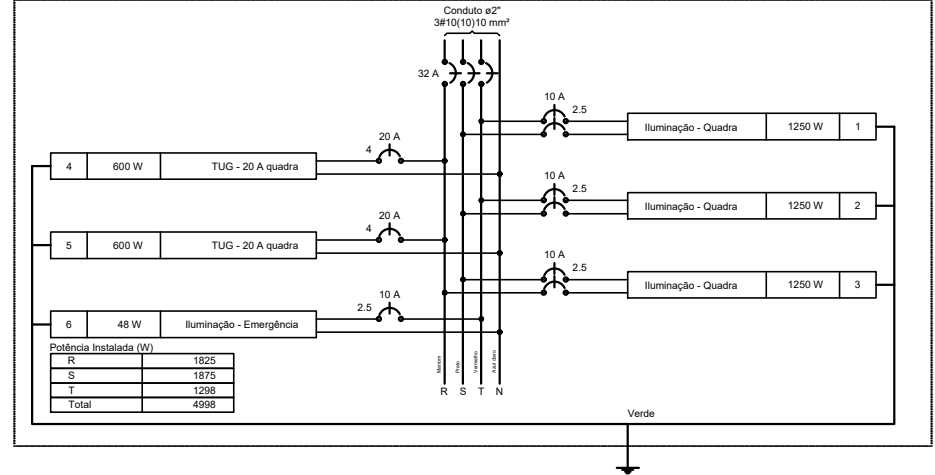 Conduto ø2"
3#10(10)10 mm²
32 A
10 A
2.5
Iluminação - Quadra 1250 W 1
20 A
4
4 600 W TUG - 20 A quadra
10 A
2.5
Iluminação - Quadra 1250 W 2
20 A
4
5 600 W TUG - 20 A quadra
10 A
2.5
Iluminação - Quadra 1250 W 3
10 A
2.5
6 48 W Iluminação - Emergência
Potência Instalada (W)
R 1825
S 1875
T 1298
Total 4998
Marrom
Preto
Vermelho
Azul claro
R S T N
Verde